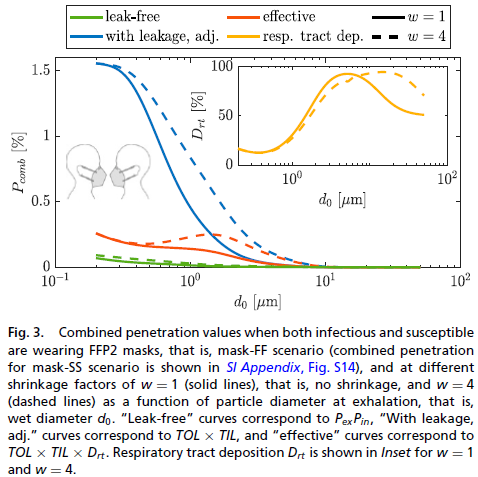 leak-free effective w = 1
with leakage, adj. resp. tract dep. w = 4
1.5
1
0.5
0
P_comb [%]
10^−1 10^0 10^1 10^2
d_0 [μm]
100
50
0
D_rt [%]
10^0 10^2
d_0 [μm]
Fig. 3. Combined penetration values when both infectious and susceptible
are wearing FFP2 masks, that is, mask-FF scenario (combined penetration
for mask-SS scenario is shown in SI Appendix, Fig. S14), and at different
shrinkage factors of w = 1 (solid lines), that is, no shrinkage, and w = 4
(dashed lines) as a function of particle diameter at exhalation, that is,
wet diameter d_0. “Leak-free” curves correspond to P_exP_in, “With leakage,
adj.” curves correspond to TOL × TIL, and “effective” curves correspond to
TOL × TIL × D_rt. Respiratory tract deposition D_rt is shown in Inset for w = 1
and w = 4.